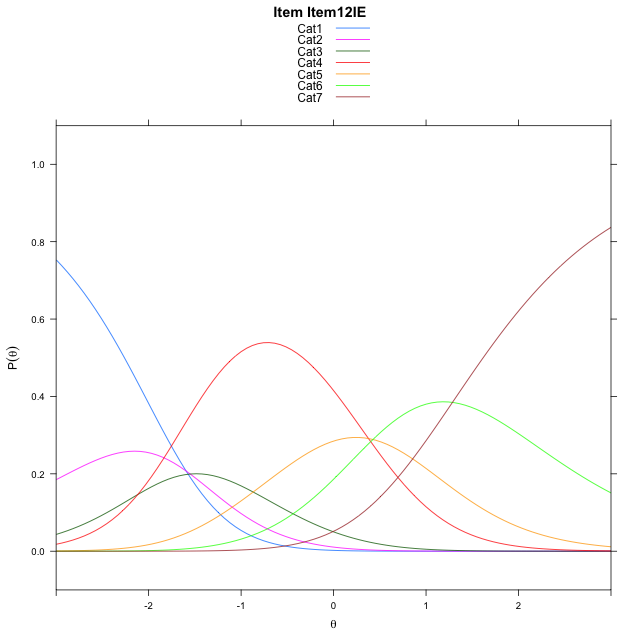 Item Item12IE
Cat1
Cat2
Cat3
Cat4
Cat5
Cat6
Cat7
1.0
0.8
0.6
0.4
0.2
0.0
P(θ)
-2 -1 0 1 2
θ